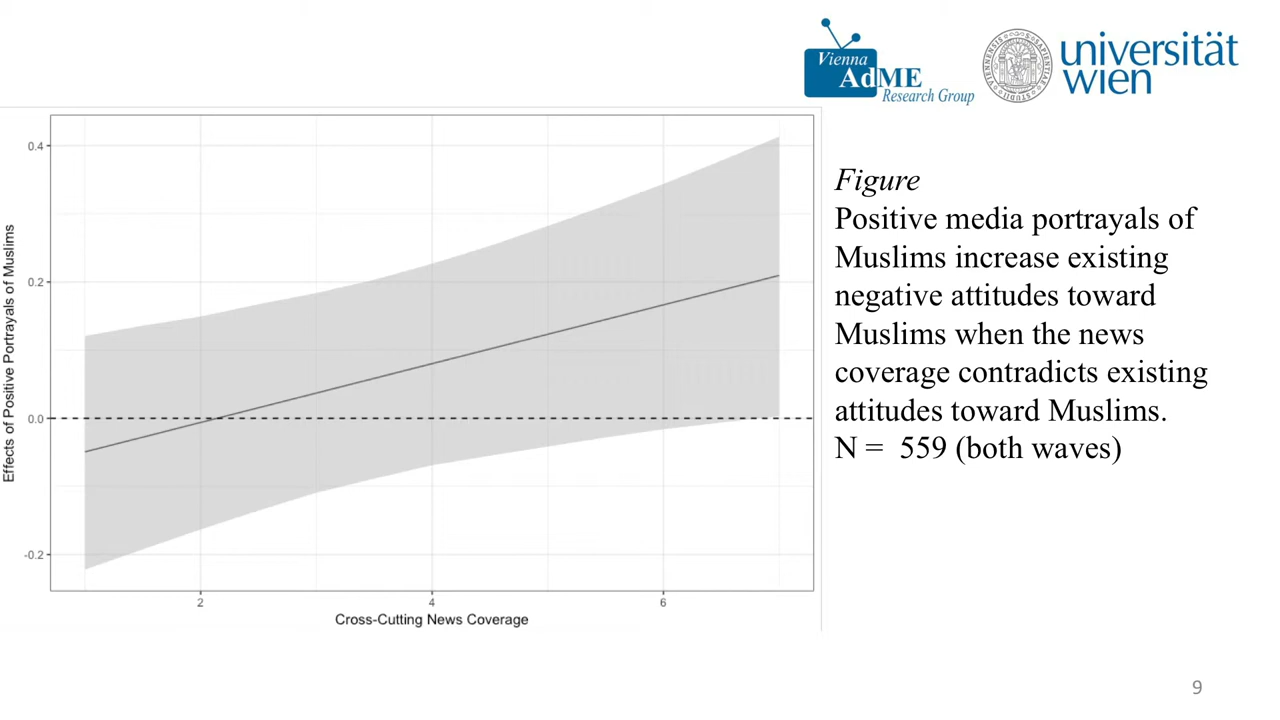 Vienna
AdME
Research Group
universität
wien
Effects of Positive Portrayals of Muslims
0.4
0.2
0.0
-0.2
2
4
6
Cross-Cutting News Coverage
Figure
Positive media portrayals of
Muslims increase existing
negative attitudes toward
Muslims when the news
coverage contradicts existing
attitudes toward Muslims.
N = 559 (both waves)
9